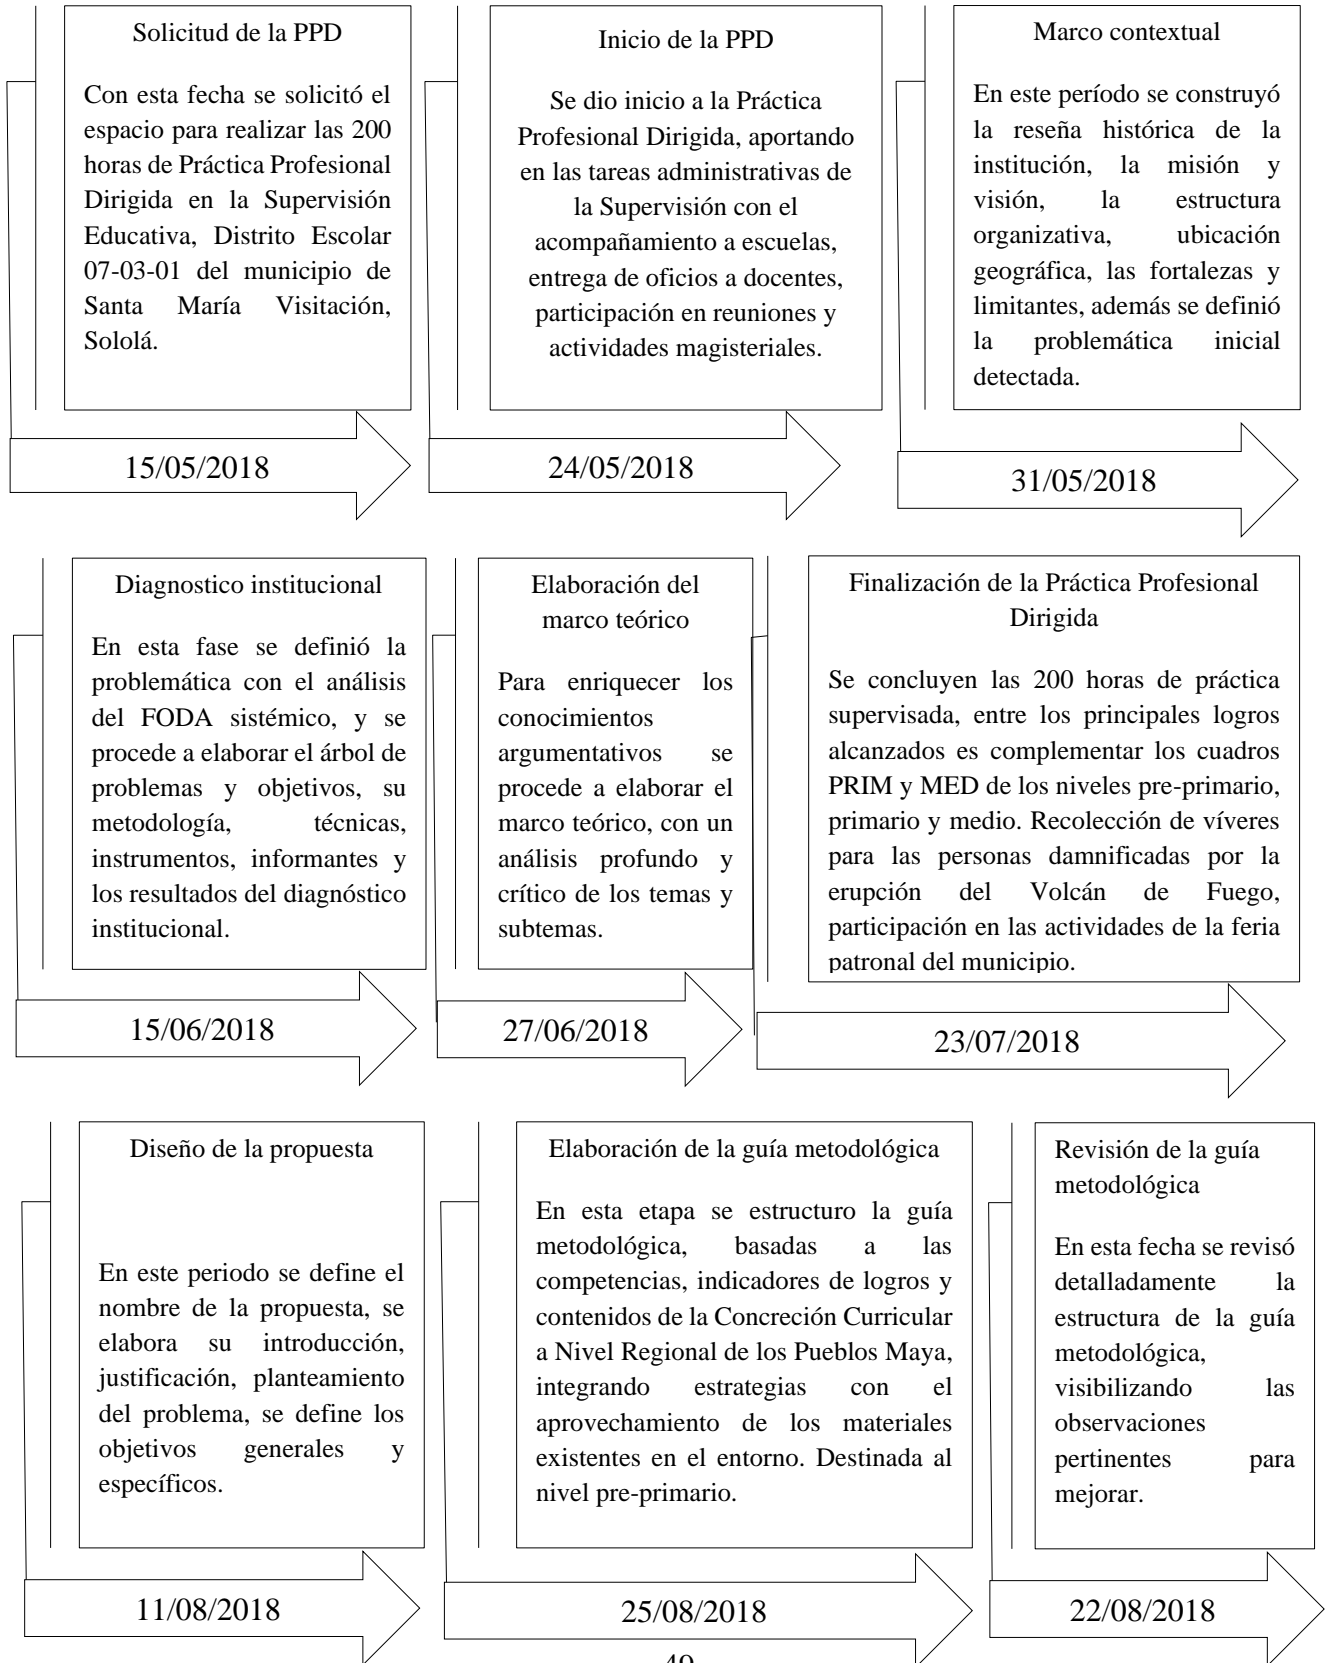 Solicitud de la PPD
Con esta fecha se solicitó el
espacio para realizar las 200
horas de Práctica Profesional
Dirigida en la Supervisión
Educativa, Distrito Escolar
07-03-01 del municipio de
Santa María Visitación,
Sololá.
15/05/2018
Inicio de la PPD
Se dio inicio a la Práctica
Profesional Dirigida, aportando
en las tareas administrativas de
la Supervisión con el
acompañamiento a escuelas,
entrega de oficios a docentes,
participación en reuniones y
actividades magisteriales.
24/05/2018
Marco contextual
En este período se construyó
la reseña histórica de la
institución, la misión y
visión, la estructura
organizativa, ubicación
geográfica, las fortalezas y
limitantes, además se definió
la problemática inicial
detectada.
31/05/2018
Diagnostico institucional
En esta fase se definió la
problemática con el análisis
del FODA sistémico, y se
procede a elaborar el árbol de
problemas y objetivos, su
metodología, técnicas,
instrumentos, informantes y
los resultados del diagnóstico
institucional.
15/06/2018
Elaboración del
marco teórico
Para enriquecer los
conocimientos
argumentativos se
procede a elaborar el
marco teórico, con un
análisis profundo y
crítico de los temas y
subtemas.
27/06/2018
Finalización de la Práctica Profesional
Dirigida
Se concluyen las 200 horas de práctica
supervisada, entre los principales logros
alcanzados es complementar los cuadros
PRIM y MED de los niveles pre-primario,
primario y medio. Recolección de víveres
para las personas damnificadas por la
erupción del Volcán de Fuego,
participación en las actividades de la feria
patronal del municipio.
23/07/2018
Diseño de la propuesta
En este periodo se define el
nombre de la propuesta, se
elabora su introducción,
justificación, planteamiento
del problema, se define los
objetivos generales y
específicos.
11/08/2018
Elaboración de la guía metodológica
En esta etapa se estructuro la guía
metodológica, basadas a las
competencias, indicadores de logros y
contenidos de la Concreción Curricular
a Nivel Regional de los Pueblos Maya,
integrando estrategias con el
aprovechamiento de los materiales
existentes en el entorno. Destinada al
nivel pre-primario.
25/08/2018
Revisión de la guía
metodológica
En esta fecha se revisó
detalladamente la
estructura de la guía
metodológica,
visibilizando las
observaciones
pertinentes para
mejorar.
22/08/2018